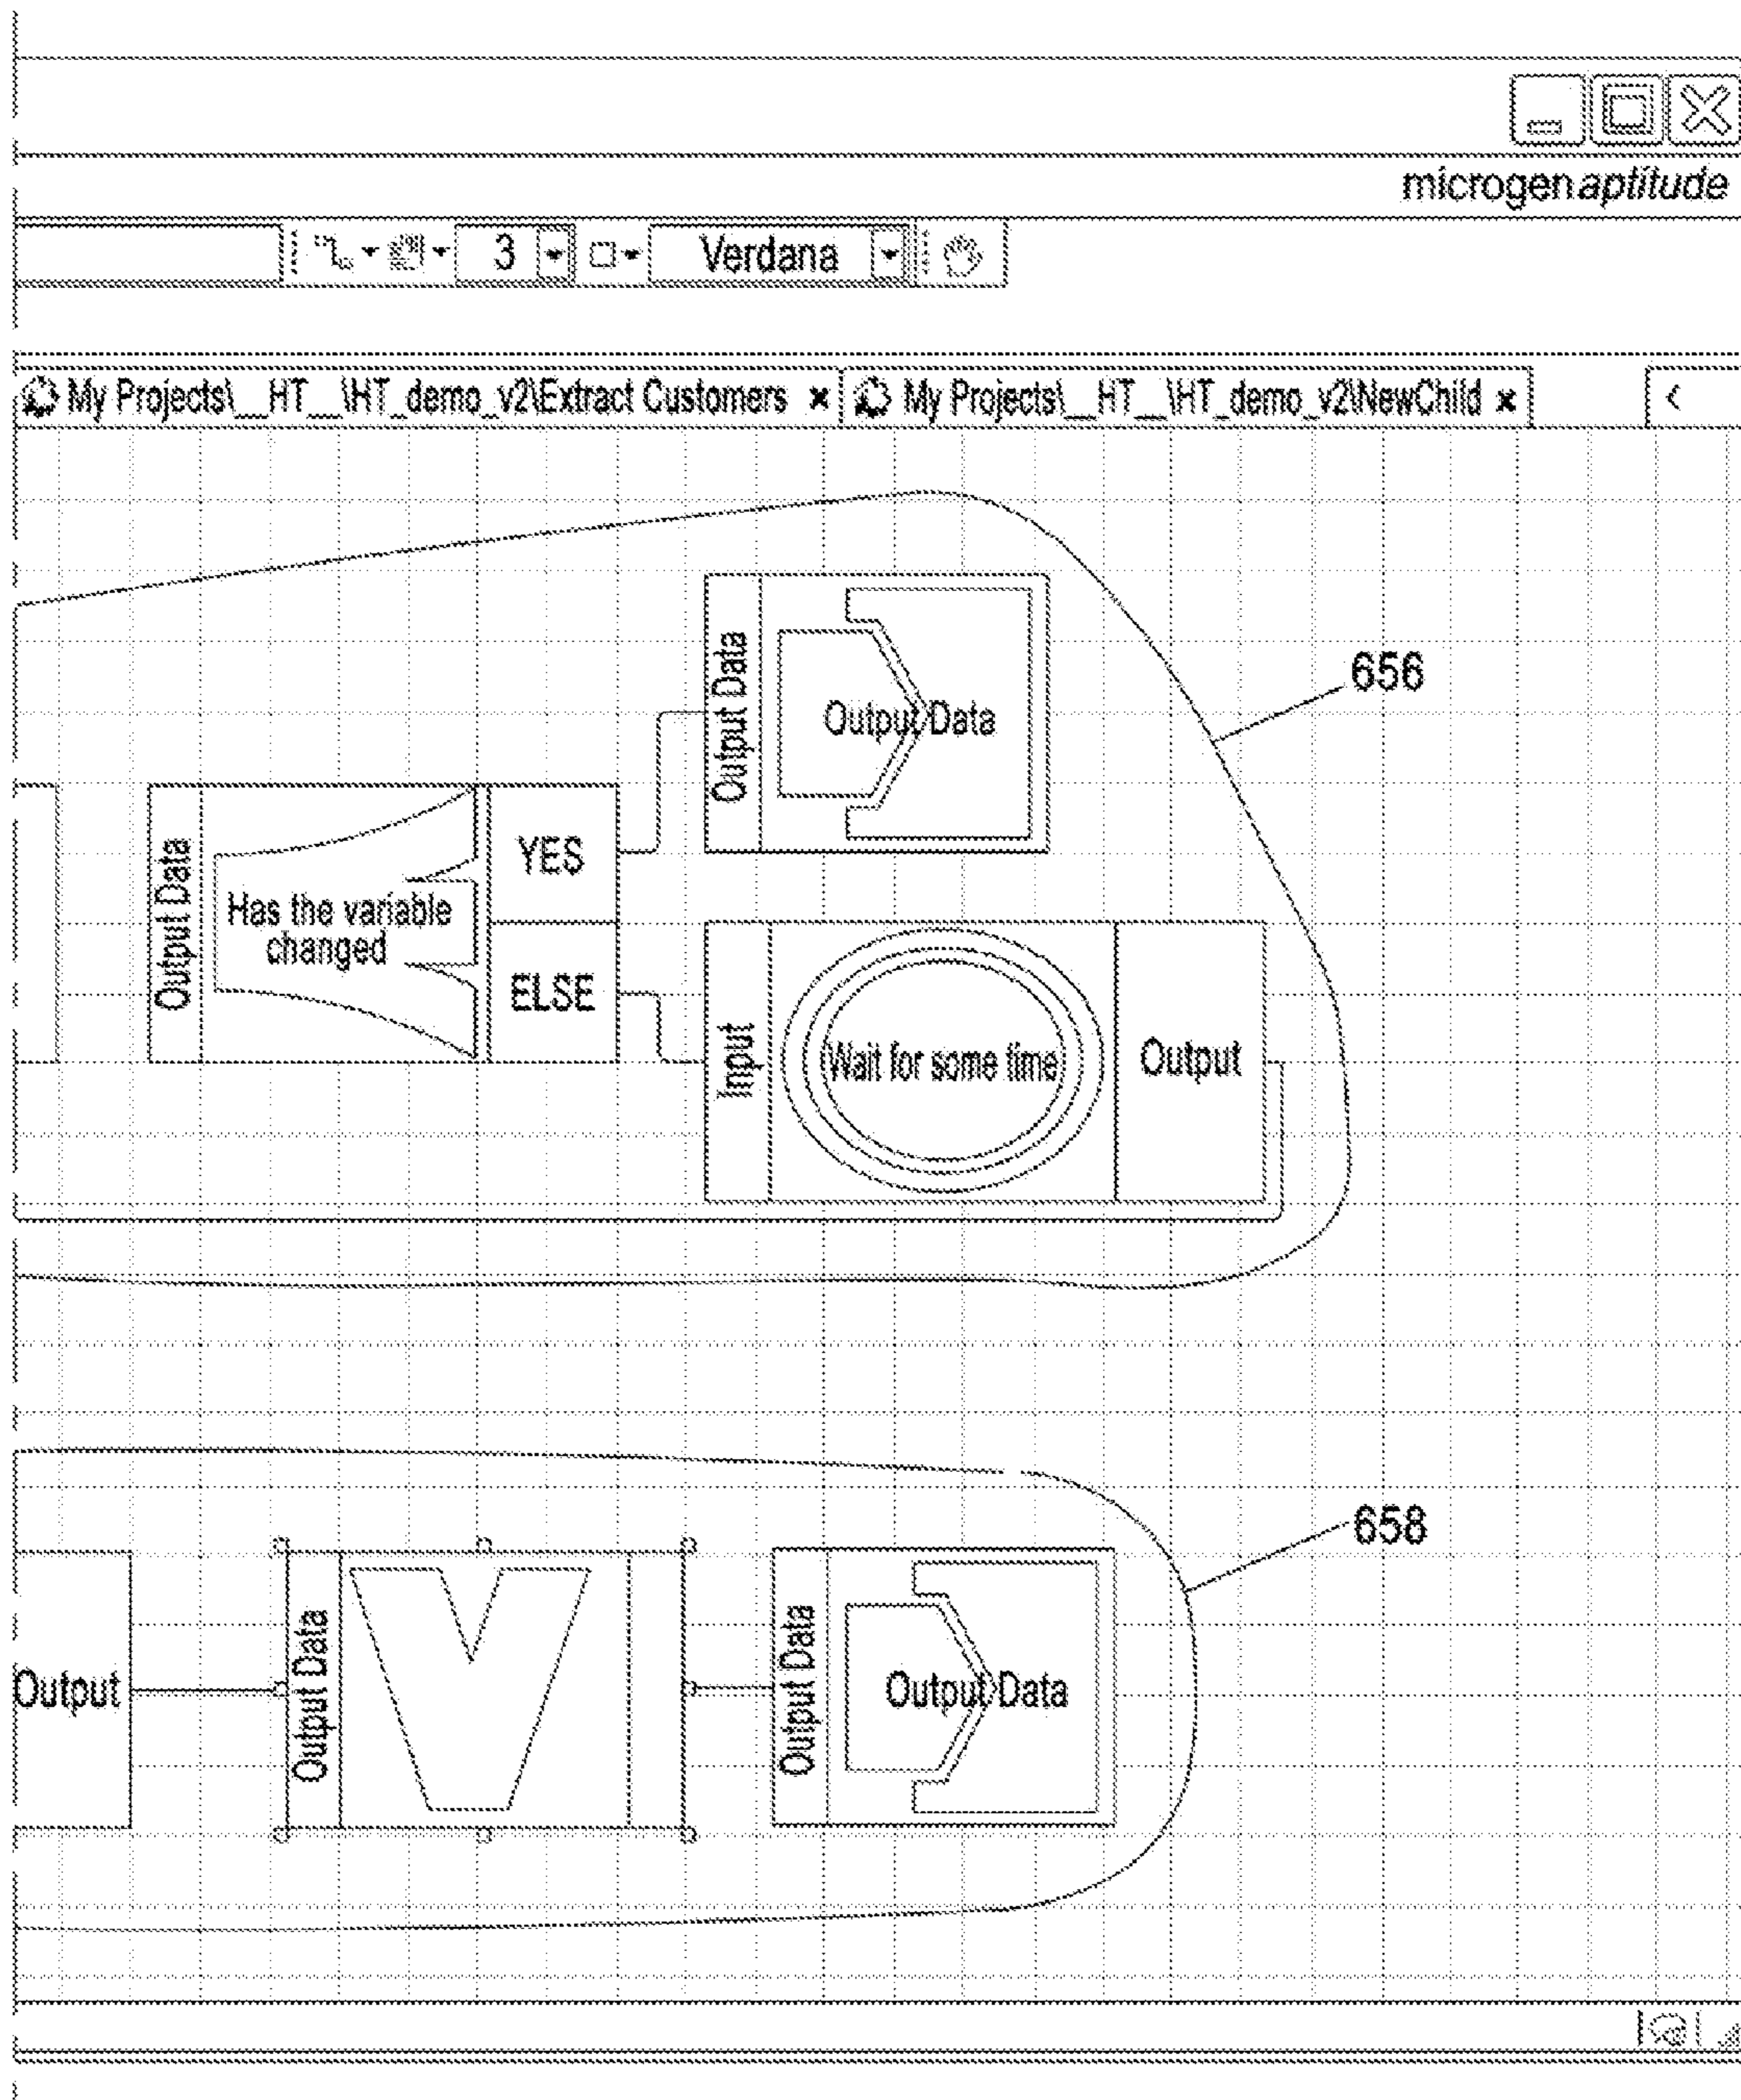 microgenaptitude
3 Verdana
My Projects\__HT__\HT_demo_v2\Extract Customers
My Projects\__HT__\HT_demo_v2\NewChild
656
Output Data
Output Data
Output Data
Has the variable
changed
YES
ELSE
Input
Wait for some time
Output
658
Output
Output Data
Output Data
Output Data